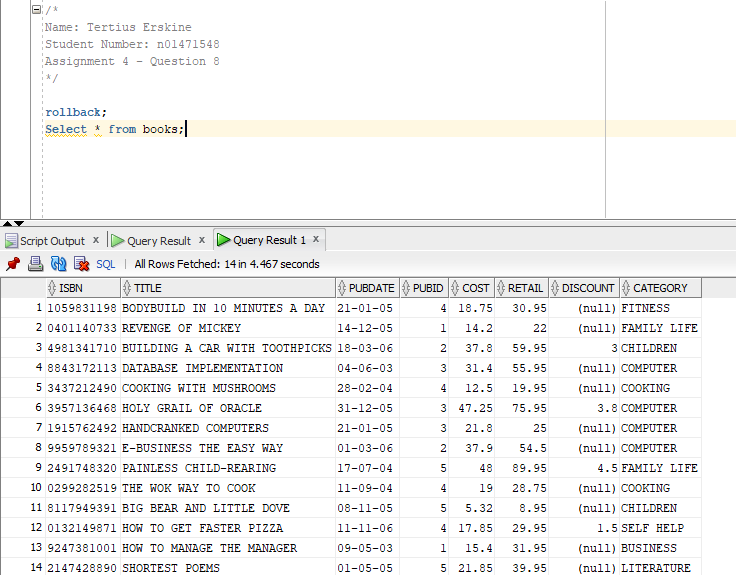 /*
Name: Tertius Erskine
Student Number: n01471548
Assignment 4 - Question 8
*/
rollback;
Select * from books;
Script Output x Query Result x Query Result 1 x
SQL | All Rows Fetched: 14 in 4.467 seconds
ISBN TITLE PUBDATE PUBID COST RETAIL DISCOUNT CATEGORY
1 1059831198 BODYBUILD IN 10 MINUTES A DAY 21-01-05 4 18.75 30.95 (null) FITNESS
2 0401140733 REVENGE OF MICKEY 14-12-05 1 14.2 22 (null) FAMILY LIFE
3 4981341710 BUILDING A CAR WITH TOOTHPICKS 18-03-06 2 37.8 59.95 3 CHILDREN
4 8843172113 DATABASE IMPLEMENTATION 04-06-03 3 31.4 55.95 (null) COMPUTER
5 3437212490 COOKING WITH MUSHROOMS 28-02-04 4 12.5 19.95 (null) COOKING
6 3957136468 HOLY GRAIL OF ORACLE 31-12-05 3 47.25 75.95 3.8 COMPUTER
7 1915762492 HANDCRANKED COMPUTERS 21-01-05 3 21.8 25 (null) COMPUTER
8 9959789321 E-BUSINESS THE EASY WAY 01-03-06 2 37.9 54.5 (null) COMPUTER
9 2491748320 PAINLESS CHILD-REARING 17-07-04 5 48 89.95 4.5 FAMILY LIFE
10 0299282519 THE WOK WAY TO COOK 11-09-04 4 19 28.75 (null) COOKING
11 8117949391 BIG BEAR AND LITTLE DOVE 08-11-05 5 5.32 8.95 (null) CHILDREN
12 0132149871 HOW TO GET FASTER PIZZA 11-11-06 4 17.85 29.95 1.5 SELF HELP
13 9247381001 HOW TO MANAGE THE MANAGER 09-05-03 1 15.4 31.95 (null) BUSINESS
14 2147428890 SHORTEST POEMS 01-05-05 5 21.85 39.95 (null) LITERATURE